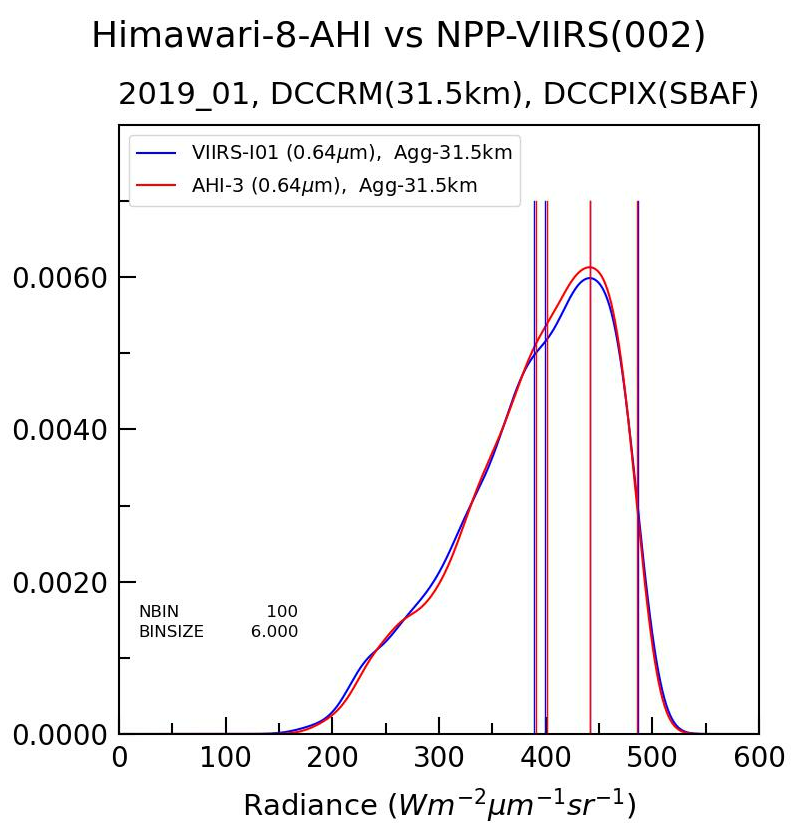 Himawari-8-AHI vs NPP-VIIRS(002)
2019_01, DCCRM(31.5km), DCCPIX(SBAF)
VIIRS-I01 (0.64μm),  Agg-31.5km
AHI-3 (0.64μm),  Agg-31.5km
0.0060
0.0040
0.0020
NBIN 100
BINSIZE 6.000
0.0000
0 100 200 300 400 500 600
Radiance (Wm⁻²μm⁻¹sr⁻¹)